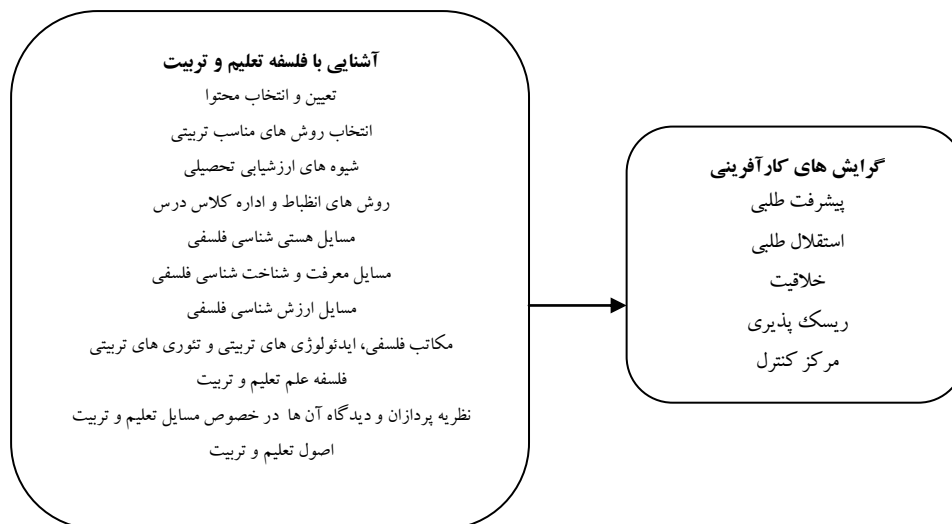 آشنایی با فلسفه تعلیم و تربیت
تعیین و انتخاب محتوا
انتخاب روش های مناسب تربیتی
شیوه های ارزشیابی تحصیلی
روش های انظباط و اداره کلاس درس
مسایل هستی شناسی فلسفی
مسایل معرفت و شناخت شناسی فلسفی
مسایل ارزش شناسی فلسفی
مکاتب فلسفی، ایدئولوژی های تربیتی و تئوری های تربیتی
فلسفه علم تعلیم و تربیت
نظریه پردازان و دیدگاه آن ها در خصوص مسایل تعلیم و تربیت
اصول تعلیم و تربیت
گرایش های کارآفرینی
پیشرفت طلبی
استقلال طلبی
خلاقیت
ریسک پذیری
مرکز کنترل